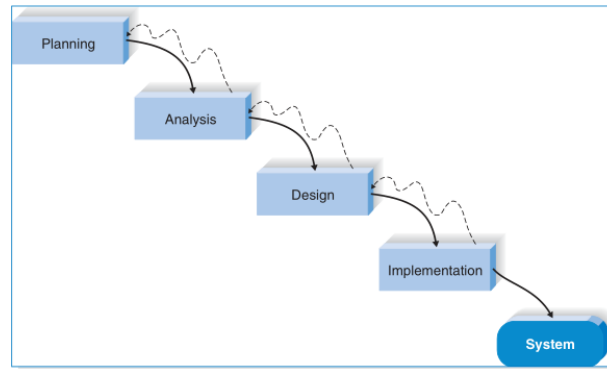 Planning
Analysis
Design
Implementation
System